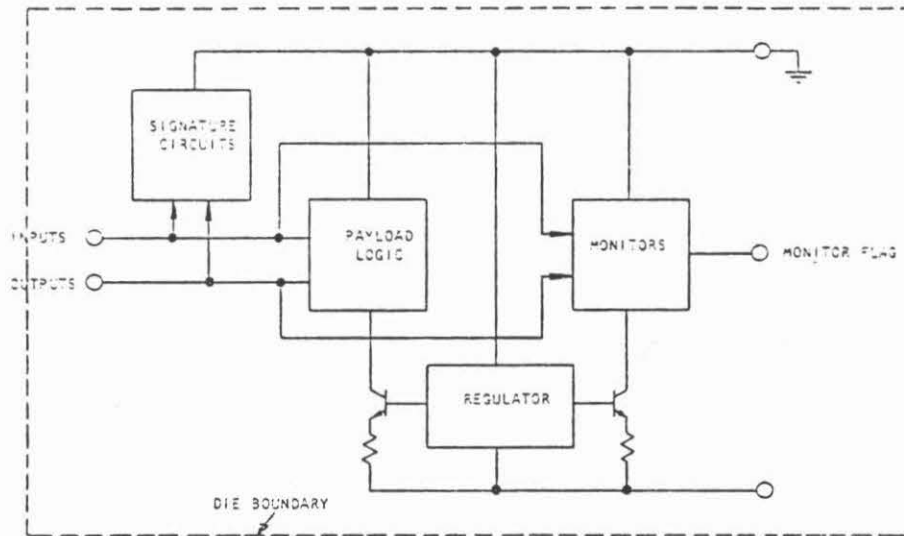 SIGNATURE
CIRCUITS
INPUTS
PAYLOAD
LOGIC
MONITORS
MONITOR FLAG
OUTPUTS
REGULATOR
DIE BOUNDARY